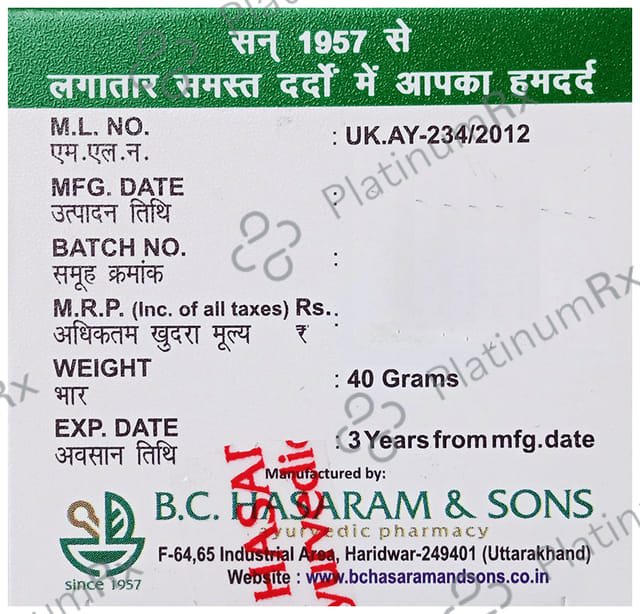 सन् 1957 से
लगातार समस्त दर्दों में आपका हमदर्द
M.L. NO. : UK.AY-234/2012
एम.एल.न.
MFG. DATE :
उत्पादन तिथि
BATCH NO. :
समूह क्रमांक
M.R.P. (Inc. of all taxes) Rs. :
अधिकतम खुदरा मूल्य ₹
WEIGHT : 40 Grams
भार
EXP. DATE : 3 Years from mfg.date
अवसान तिथि
Manufactured by:
B.C. HASARAM & SONS
ayurvedic pharmacy
since 1957
F-64,65 Industrial Area, Haridwar-249401 (Uttarakhand)
Website : www.bchasaramandsons.co.in
PlatinumRx
PlatinumRx